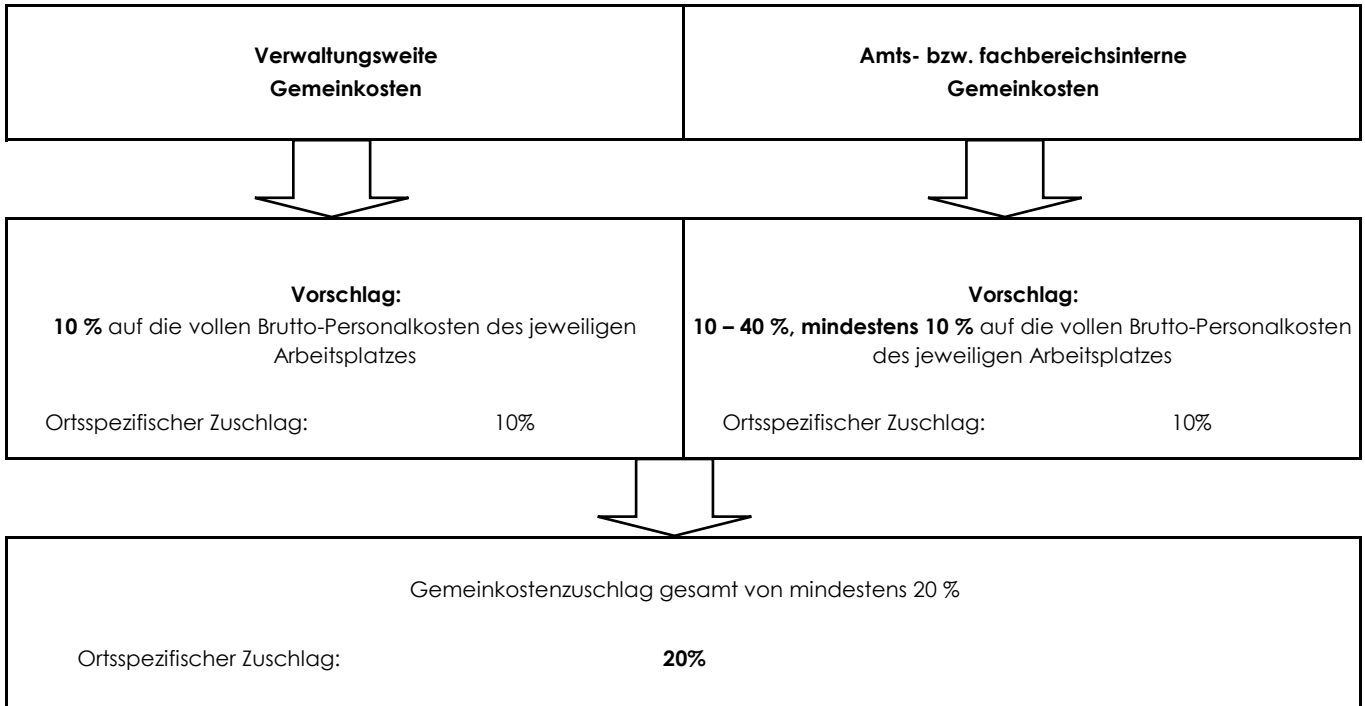 Verwaltungsweite
Gemeinkosten
Amts- bzw. fachbereichsinterne
Gemeinkosten
Vorschlag:
10 % auf die vollen Brutto-Personalkosten des jeweiligen
Arbeitsplatzes
Ortsspezifischer Zuschlag: 10%
Vorschlag:
10 – 40 %, mindestens 10 % auf die vollen Brutto-Personalkosten
des jeweiligen Arbeitsplatzes
Ortsspezifischer Zuschlag: 10%
Gemeinkostenzuschlag gesamt von mindestens 20 %
Ortsspezifischer Zuschlag: 20%